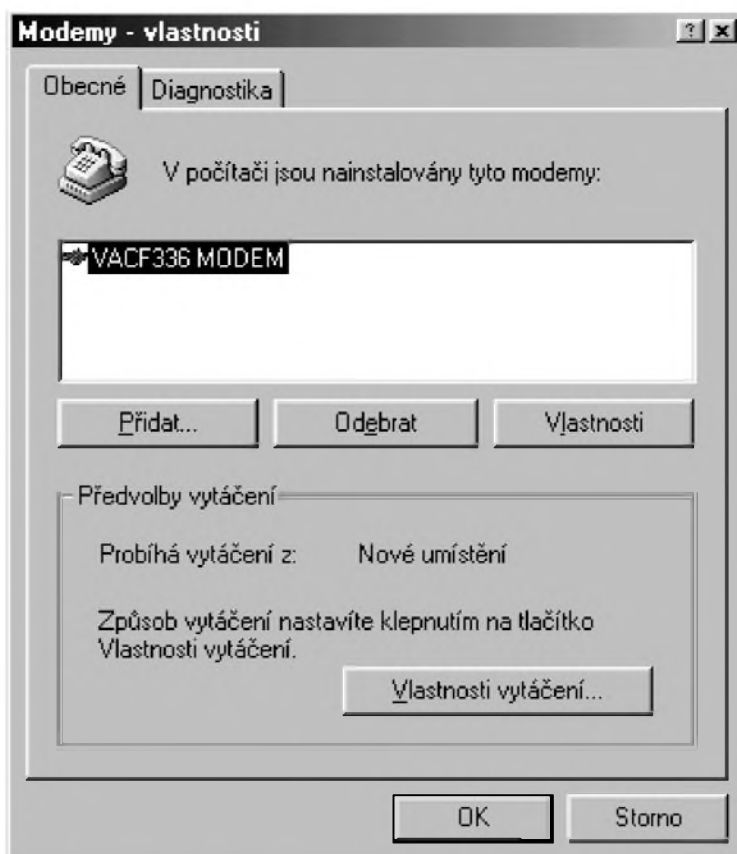 Modemy - vlastnosti
Obecné
Diagnostika
V počítači jsou nainstalovány tyto modemy:
VACF336 MODEM
Přidat...
Odebrat
Vlastnosti
Předvolby vytáčení
Probíhá vytáčení z: Nové umístění
Způsob vytáčení nastavíte klepnutím na tlačítko
Vlastnosti vytáčení.
Vlastnosti vytáčení...
OK
Storno